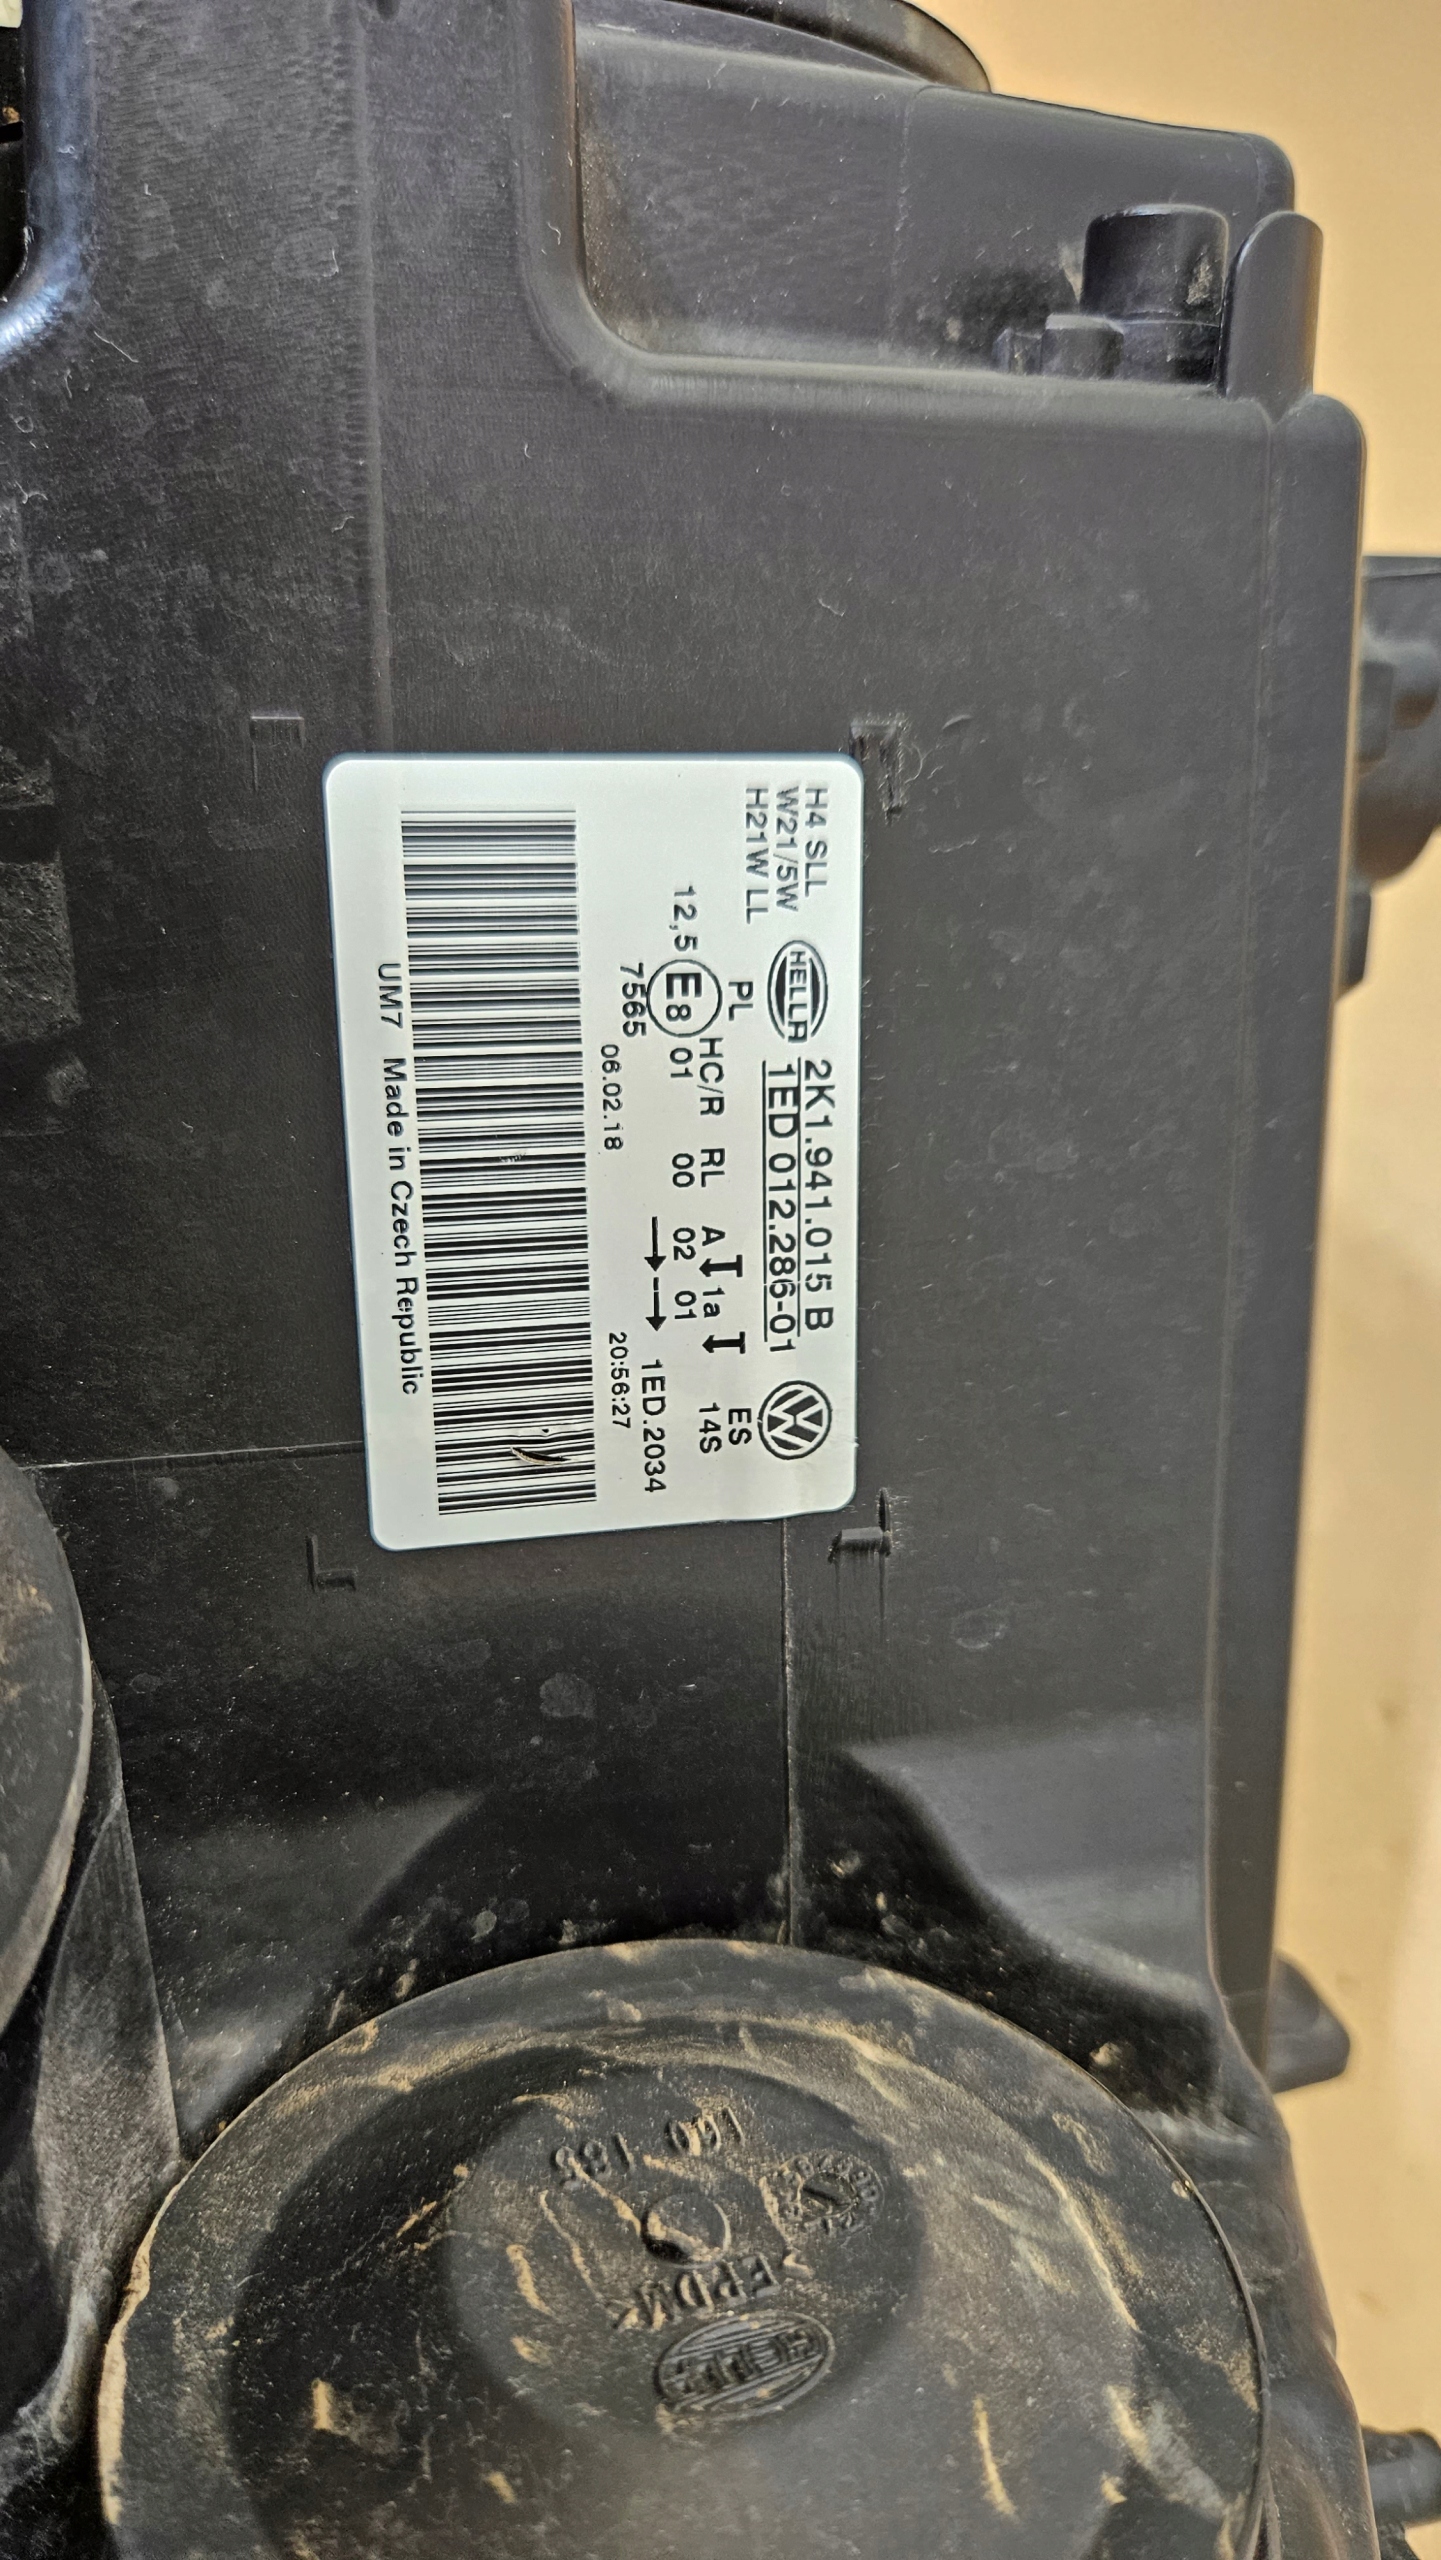 H4 SLL
W21/5W
H21W LL
HELLA
2K1.941.015 B
1ED 012.286-01
PL
ES
12,5 E8 HC/R RL A 1a 14S
01 00 02 01
7565
1ED.2034
06.02.18 20:56:27
UM7 Made in Czech Republic
EPDM
HELLA